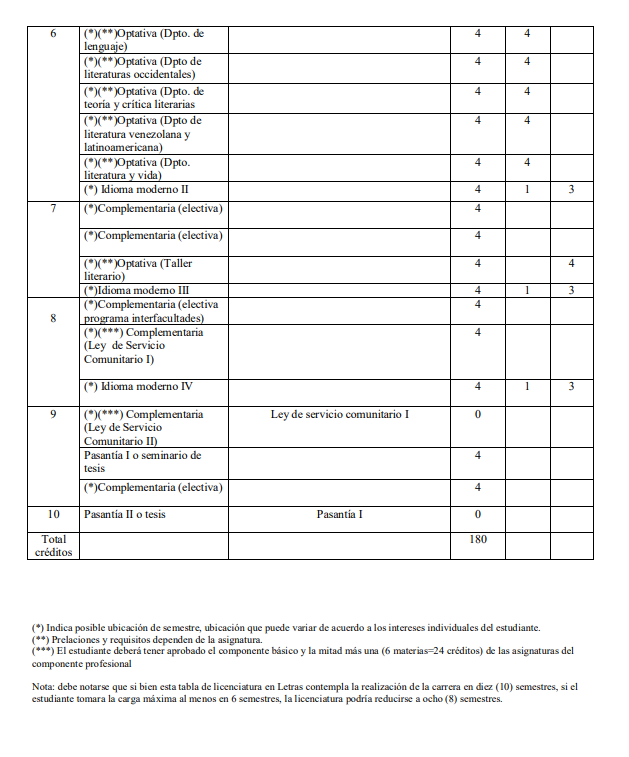 6 (*)(**)Optativa (Dpto. de 4 4
lenguaje)
(*)(**)Optativa (Dpto de 4 4
literaturas occidentales)
(*)(**)Optativa (Dpto. de 4 4
teoría y crítica literarias
(*)(**)Optativa (Dpto de 4 4
literatura venezolana y
latinoamericana)
(*)(**)Optativa (Dpto. 4 4
literatura y vida)
(*) Idioma moderno II 4 1 3
7 (*)Complementaria (electiva) 4
(*)Complementaria (electiva) 4
(*)(**)Optativa (Taller 4 4
literario)
(*)Idioma moderno III 4 1 3
8 (*)Complementaria (electiva 4
programa interfacultades)
(*)(***) Complementaria 4
(Ley de Servicio
Comunitario I)
(*) Idioma moderno IV 4 1 3
9 (*)(***) Complementaria Ley de servicio comunitario I 0
(Ley de Servicio
Comunitario II)
Pasantía I o seminario de 4
tesis
(*)Complementaria (electiva) 4
10 Pasantía II o tesis Pasantía I 0
Total 180
créditos
(*) Indica posible ubicación de semestre, ubicación que puede variar de acuerdo a los intereses individuales del estudiante.
(**) Prelaciones y requisitos dependen de la asignatura.
(***) El estudiante deberá tener aprobado el componente básico y la mitad más una (6 materias=24 créditos) de las asignaturas del
componente profesional
Nota: debe notarse que si bien esta tabla de licenciatura en Letras contempla la realización de la carrera en diez (10) semestres, si el
estudiante tomara la carga máxima al menos en 6 semestres, la licenciatura podría reducirse a ocho (8) semestres.